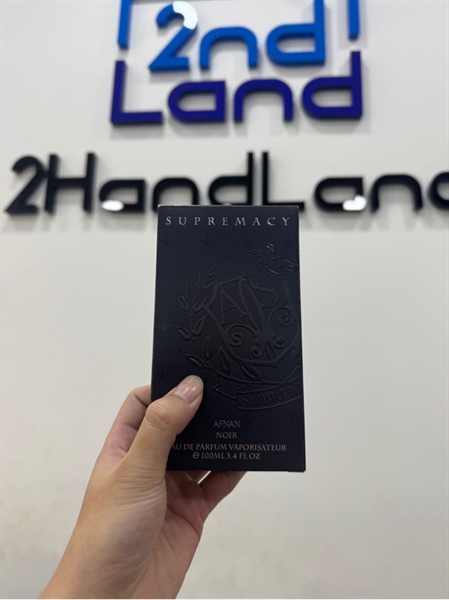 2nd
Land
2HandLand
SUPREMACY
AFNAN
NOIR
EAU DE PARFUM VAPORISATEUR
℮ 100ML 3.4 FL OZ